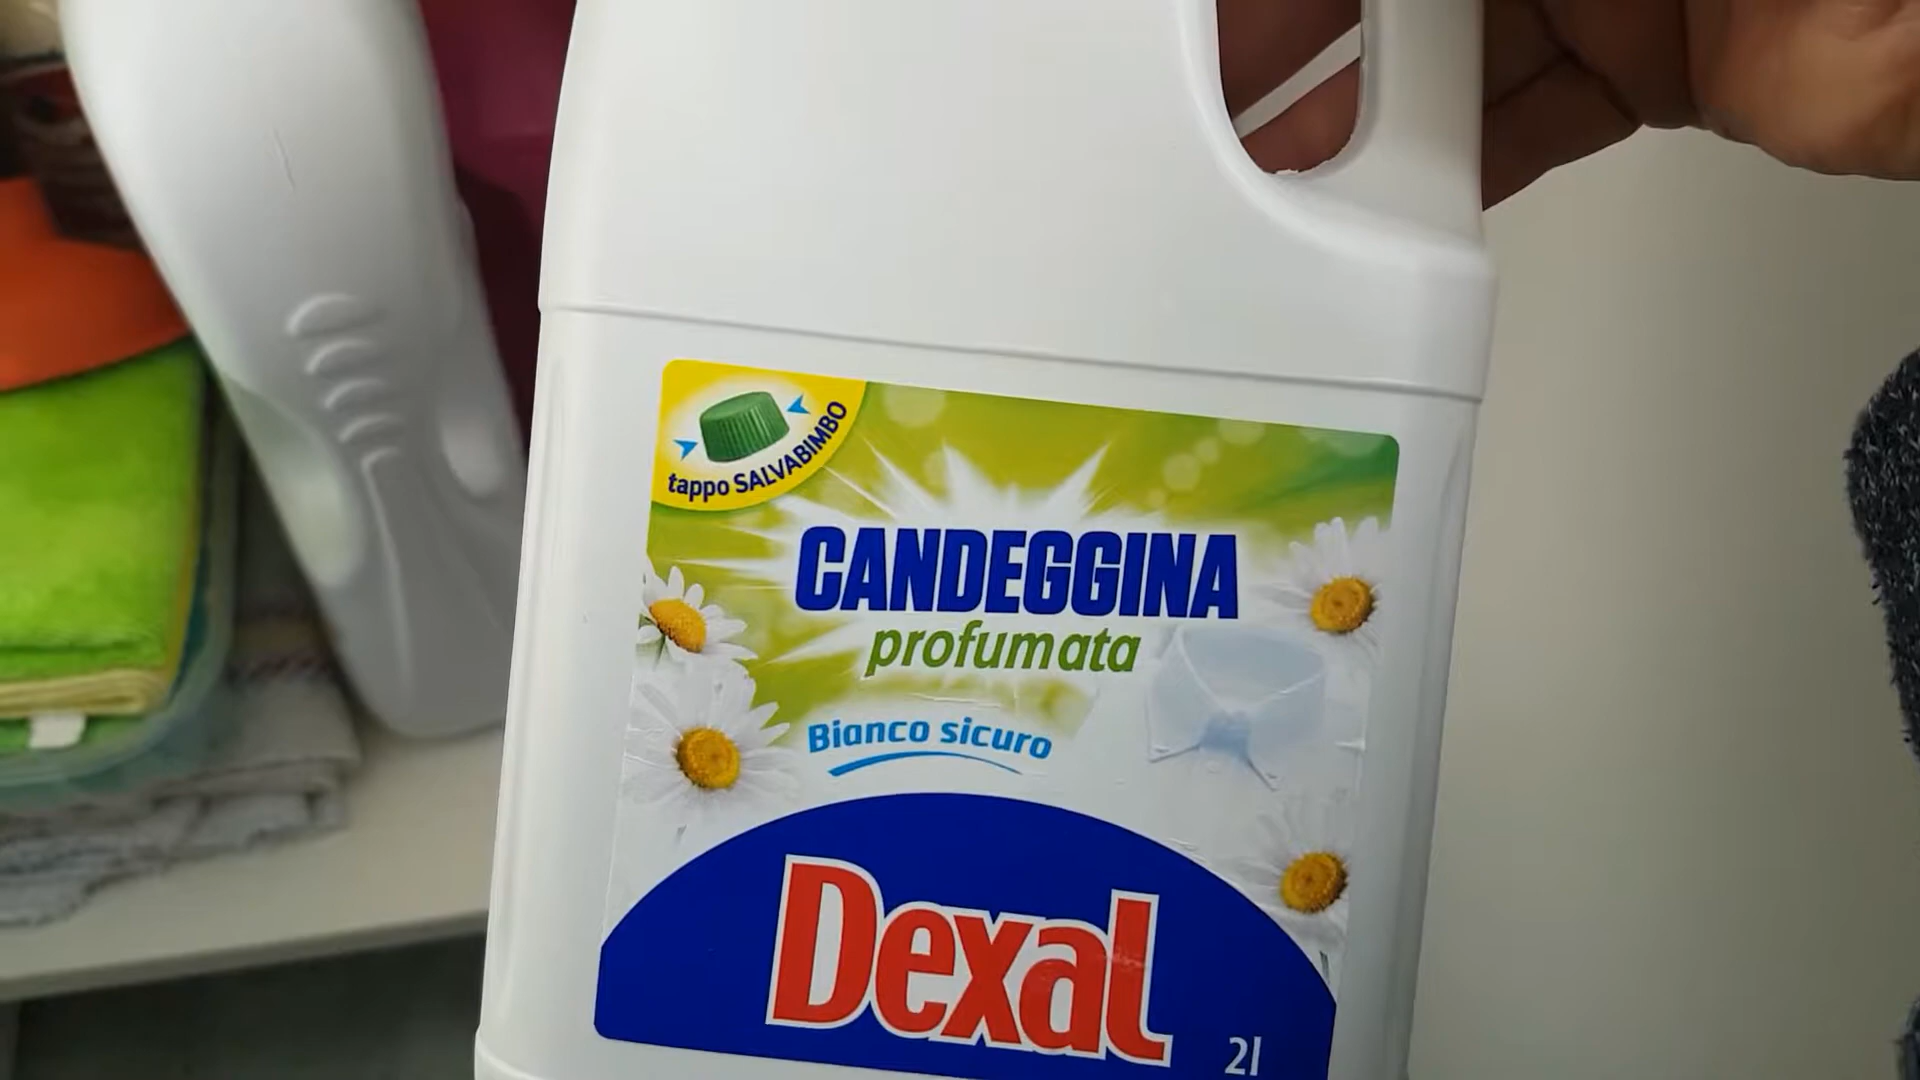 tappo SALVABIMBO
CANDEGGINA
profumata
Bianco sicuro
Dexal
2l